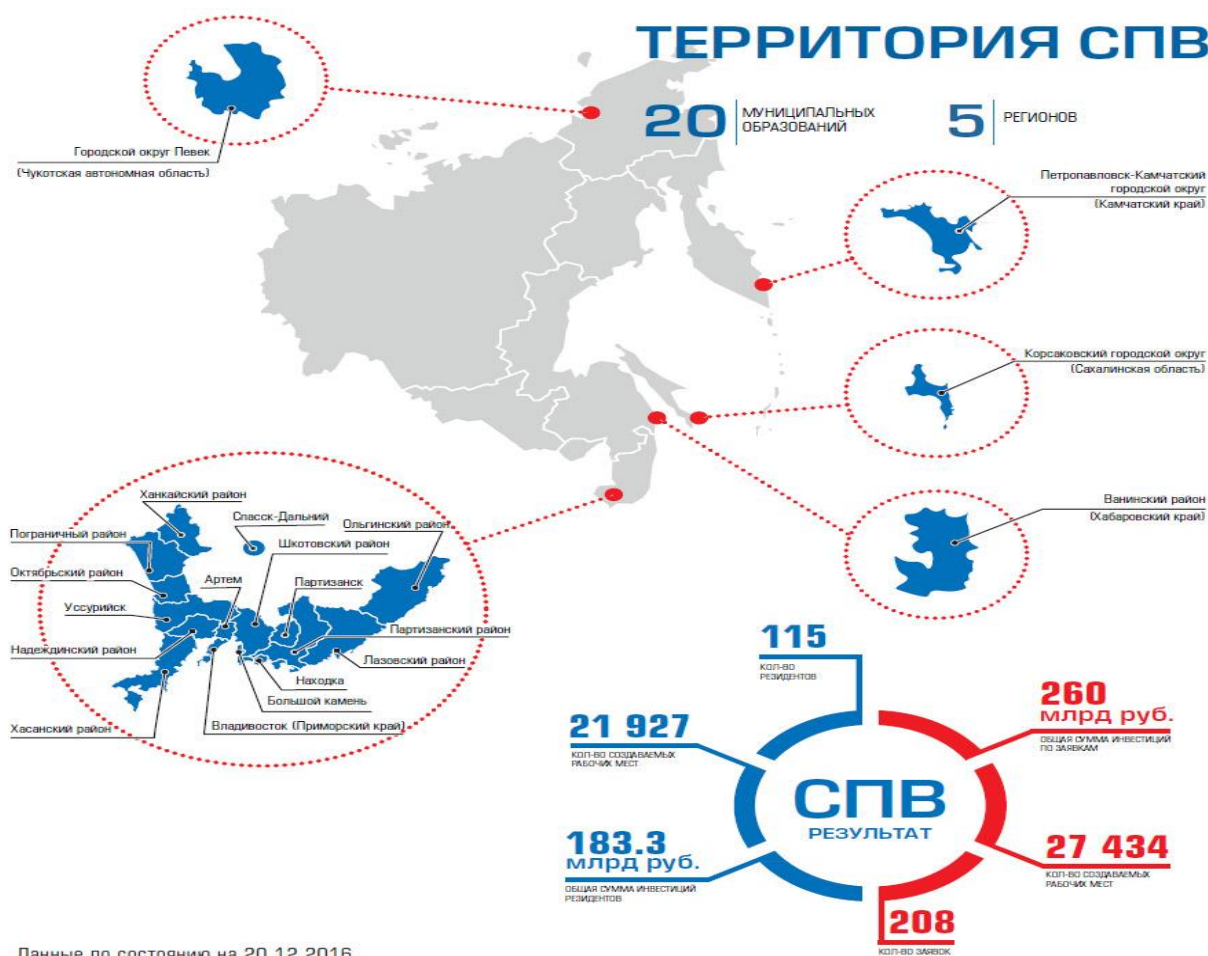 ТЕРРИТОРИЯ СПВ
20
МУНИЦИПАЛЬНЫХ
ОБРАЗОВАНИЙ
5
РЕГИОНОВ
Городской округ Певек
(Чукотская автономная область)
Петропавловск-Камчатский
городской округ
(Камчатский край)
Корсаковский городской округ
(Сахалинская область)
Ванинский район
(Хабаровский край)
Ханкайский район
Спасск-Дальний
Ольгинский район
Пограничный район
Шкотовский район
Октябрьский район
Артем
Партизанск
Уссурийск
Партизанский район
Надеждинский район
Лазовский район
Находка
Большой камень
Хасанский район
Владивосток (Приморский край)
115
КОЛ-ВО
РЕЗИДЕНТОВ
260
млрд руб.
ОБЩАЯ СУММА ИНВЕСТИЦИЙ
ПО ЗАЯВКАМ
21 927
КОЛ-ВО СОЗДАВАЕМЫХ
РАБОЧИХ МЕСТ
СПВ
РЕЗУЛЬТАТ
183.3
млрд руб.
ОБЩАЯ СУММА ИНВЕСТИЦИЙ
РЕЗИДЕНТОВ
27 434
КОЛ-ВО СОЗДАВАЕМЫХ
РАБОЧИХ МЕСТ
208
КОЛ-ВО ЗАЯВОК
Данные по состоянию на 20.12.2016